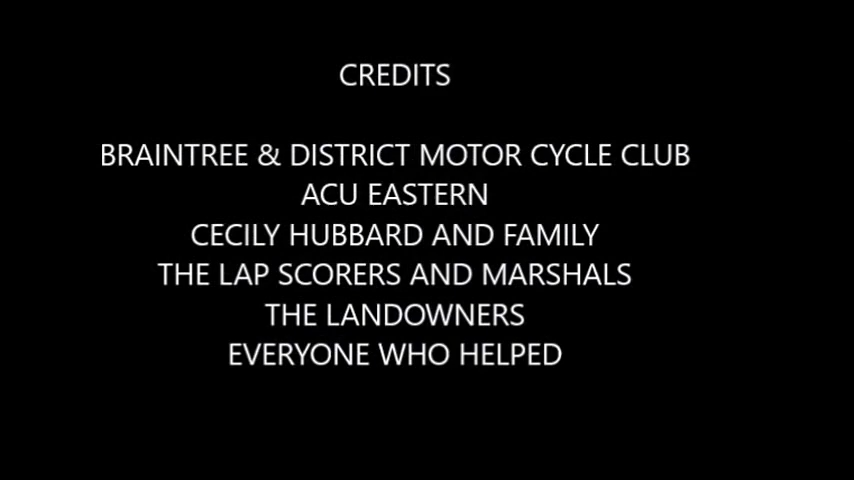 CREDITS
BRAINTREE & DISTRICT MOTOR CYCLE CLUB
ACU EASTERN
CECILY HUBBARD AND FAMILY
THE LAP SCORERS AND MARSHALS
THE LANDOWNERS
EVERYONE WHO HELPED